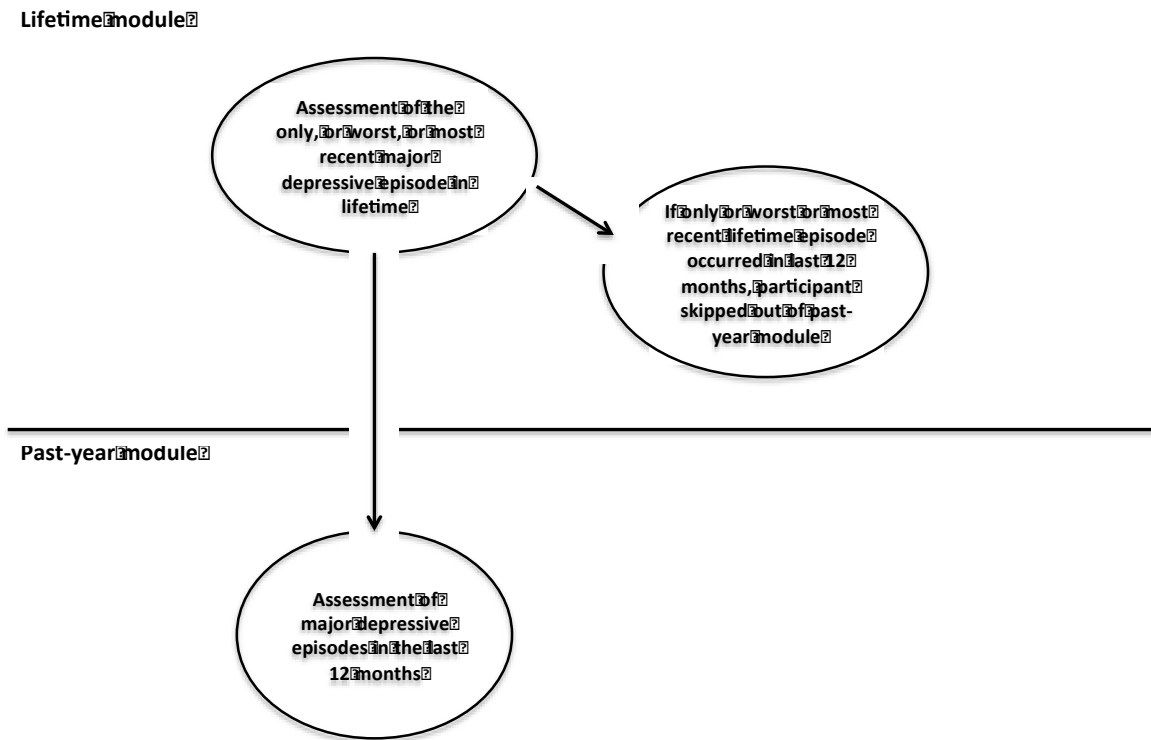 Lifetime module
Assessment of the
only, or worst, or most
recent major
depressive episode in
lifetime
If only or worst or most
recent lifetime episode
occurred in last 12
months, participant
skipped out of past-
year module
Past-year module
Assessment of
major depressive
episodes in the last
12 months